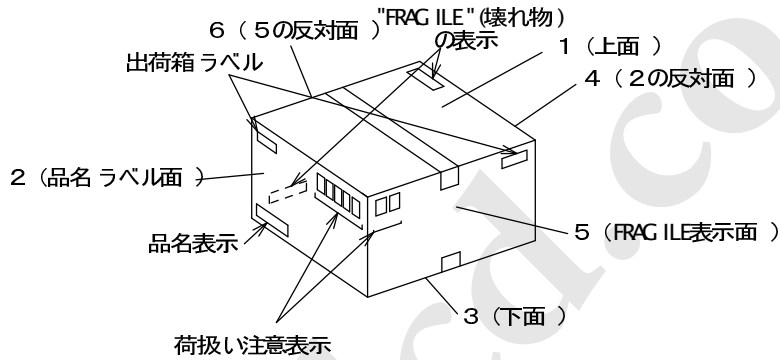 "FRAGILE"(壊れ物)
の表示
6(5の反対面)
1(上面)
出荷箱ラベル
4(2の反対面)
2(品名ラベル面)
5(FRAGILE表示面)
品名表示
3(下面)
荷扱い注意表示